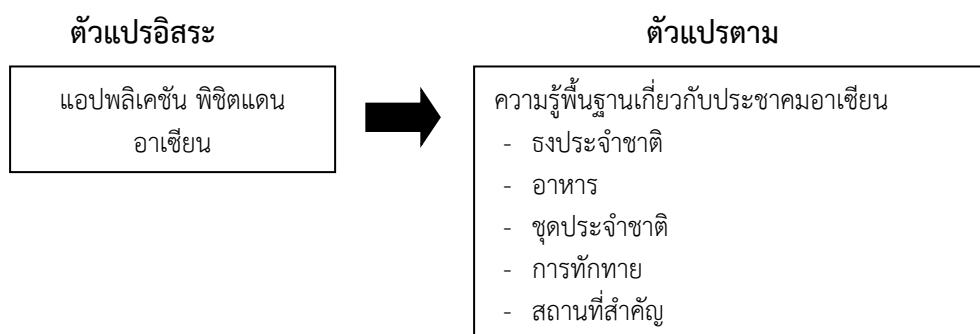 ตัวแปรอิสระ
ตัวแปรตาม
แอปพลิเคชัน พิชิตแดน
อาเซียน
ความรู้พื้นฐานเกี่ยวกับประชาคมอาเซียน
- ธงประจำชาติ
- อาหาร
- ชุดประจำชาติ
- การทักทาย
- สถานที่สำคัญ